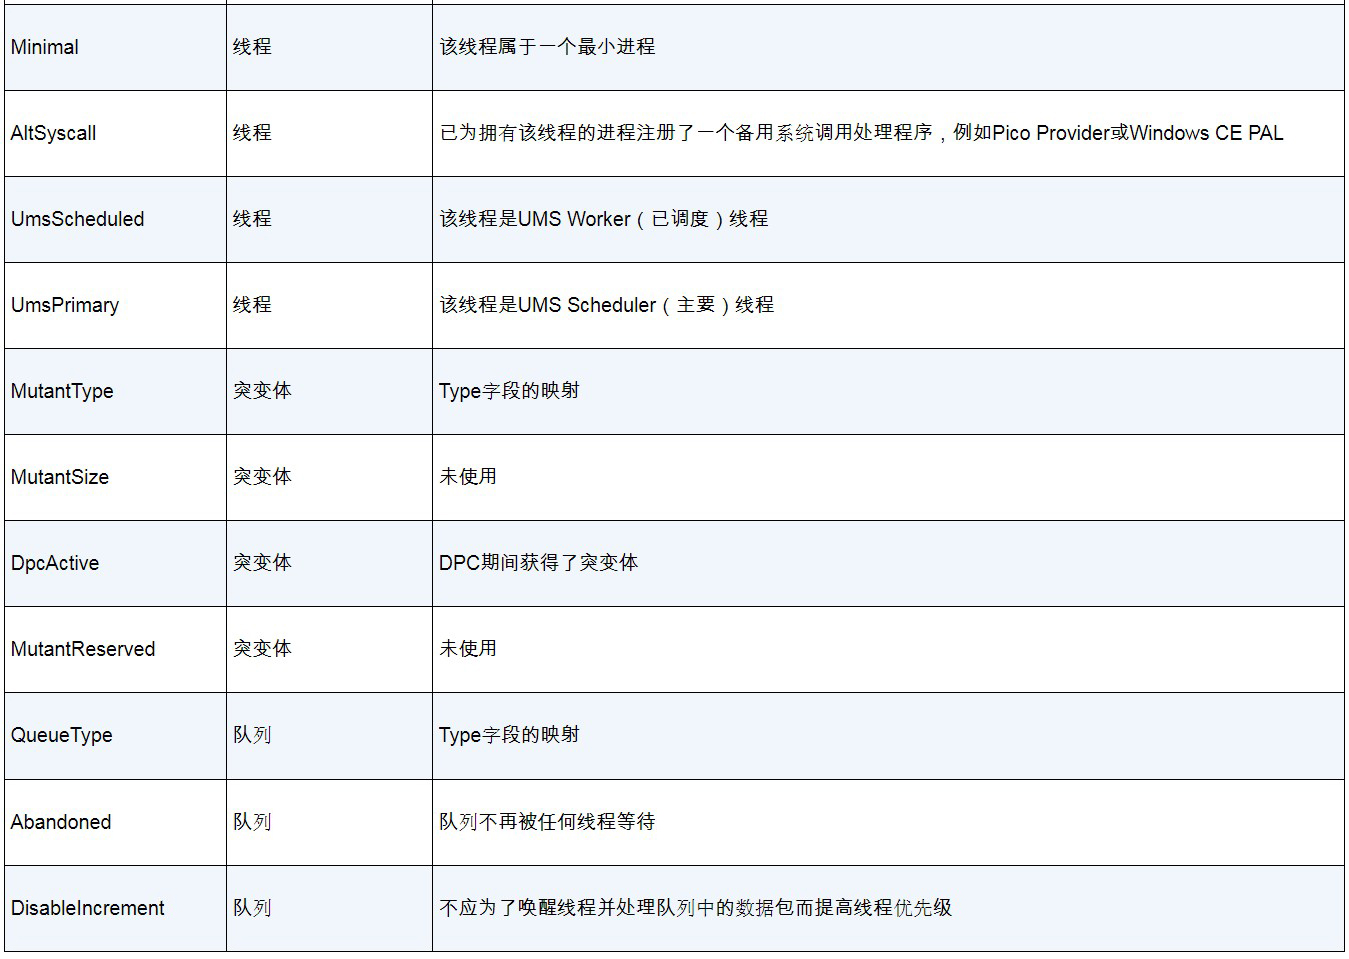 Minimal 线程 该线程属于一个最小进程
AltSyscall 线程 已为拥有该线程的进程注册了一个备用系统调用处理程序，例如Pico Provider或Windows CE PAL
UmsScheduled 线程 该线程是UMS Worker（已调度）线程
UmsPrimary 线程 该线程是UMS Scheduler（主要）线程
MutantType 突变体 Type字段的映射
MutantSize 突变体 未使用
DpcActive 突变体 DPC期间获得了突变体
MutantReserved 突变体 未使用
QueueType 队列 Type字段的映射
Abandoned 队列 队列不再被任何线程等待
DisableIncrement 队列 不应为了唤醒线程并处理队列中的数据包而提高线程优先级